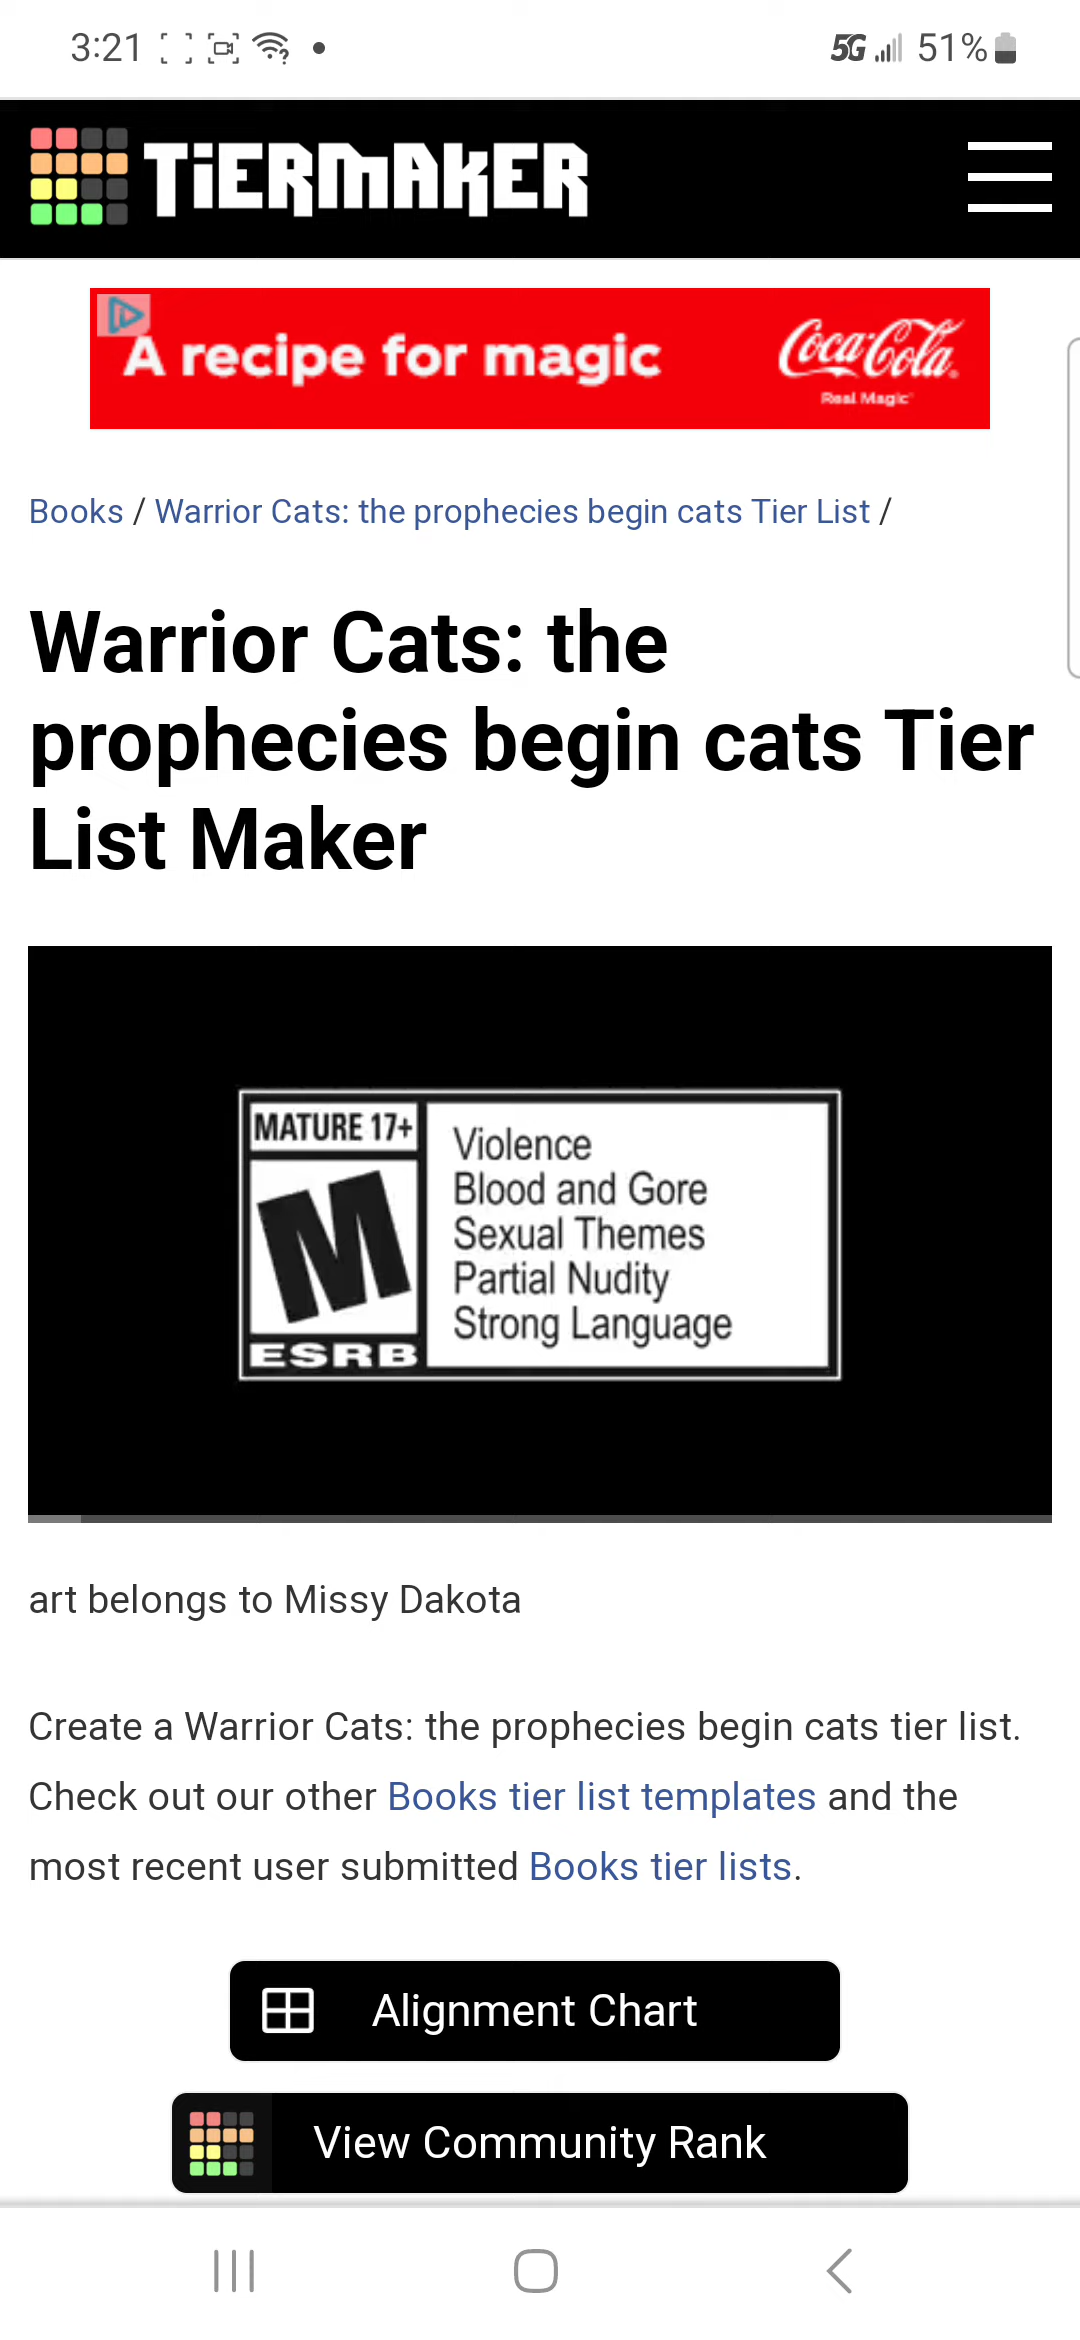 3:21
5G 51%
TiERMAKER
A recipe for magic
Coca-Cola
Real Magic
Books / Warrior Cats: the prophecies begin cats Tier List /
Warrior Cats: the
prophecies begin cats Tier
List Maker
MATURE 17+
M
ESRB
Violence
Blood and Gore
Sexual Themes
Partial Nudity
Strong Language
art belongs to Missy Dakota
Create a Warrior Cats: the prophecies begin cats tier list.
Check out our other Books tier list templates and the
most recent user submitted Books tier lists.
Alignment Chart
View Community Rank